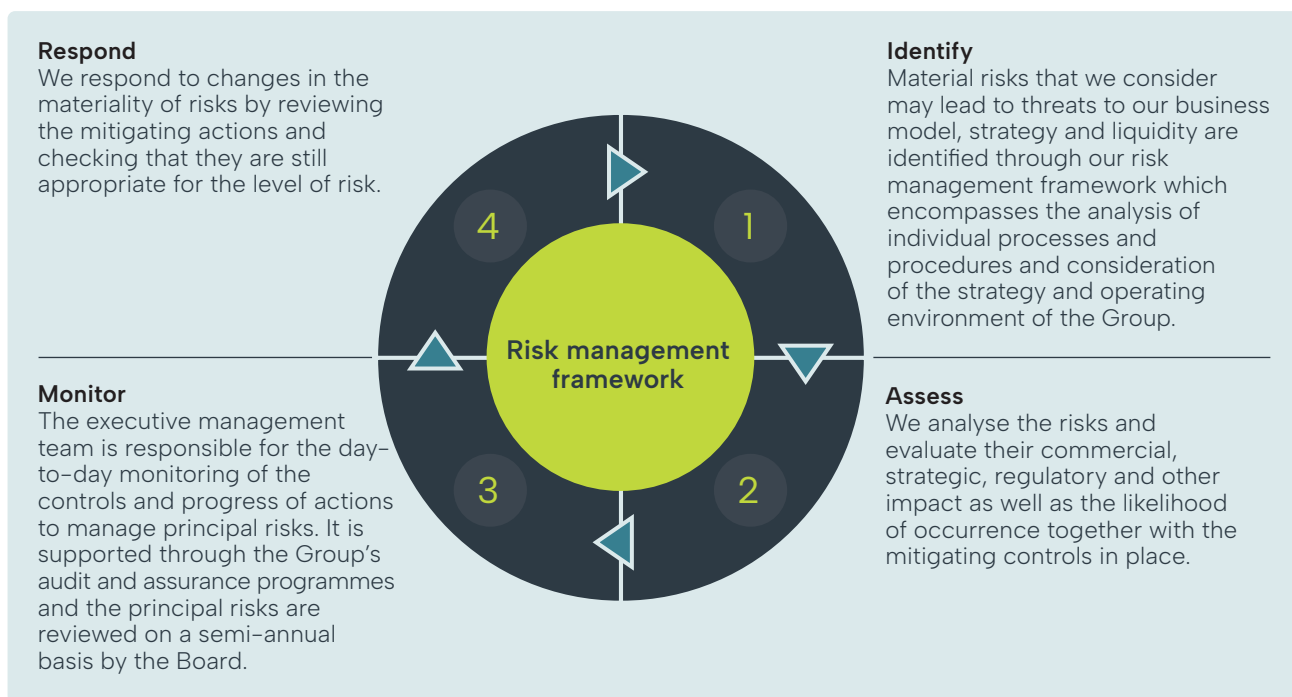 Respond
We respond to changes in the
materiality of risks by reviewing
the mitigating actions and
checking that they are still
appropriate for the level of risk.
Identify
Material risks that we consider
may lead to threats to our business
model, strategy and liquidity are
identified through our risk
management framework which
encompasses the analysis of
individual processes and
procedures and consideration
of the strategy and operating
environment of the Group.
4
1
Risk management
framework
3
2
Monitor
The executive management
team is responsible for the day-
to-day monitoring of the
controls and progress of actions
to manage principal risks. It is
supported through the Group’s
audit and assurance programmes
and the principal risks are
reviewed on a semi-annual
basis by the Board.
Assess
We analyse the risks and
evaluate their commercial,
strategic, regulatory and other
impact as well as the likelihood
of occurrence together with the
mitigating controls in place.